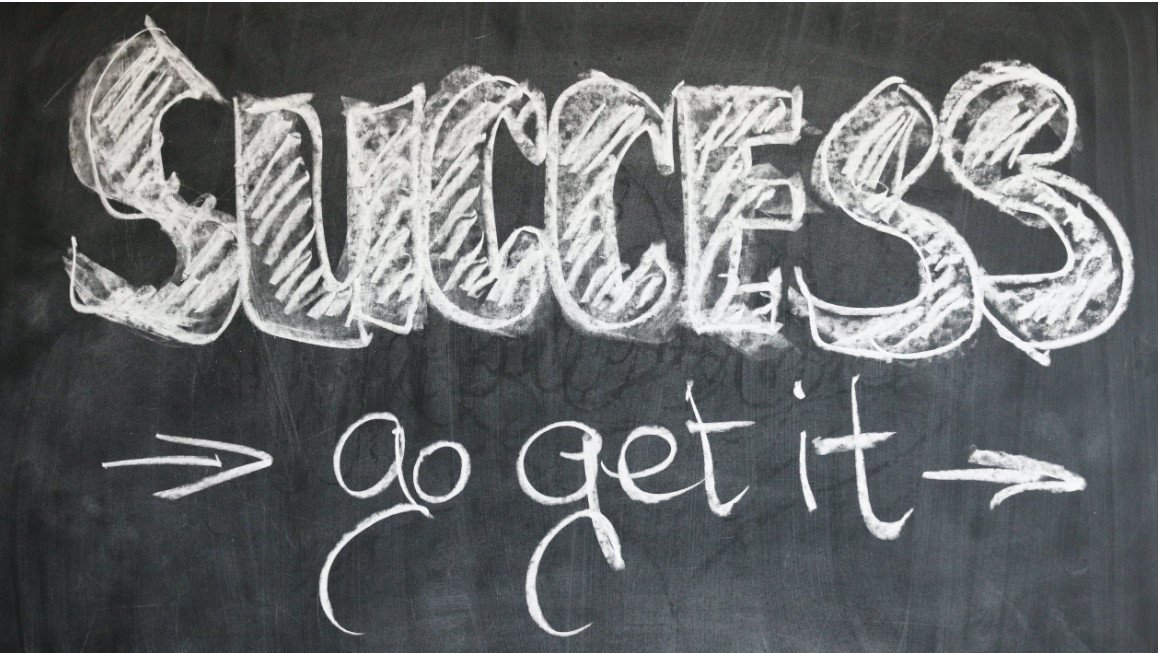 SUCCESS
→ go get it →